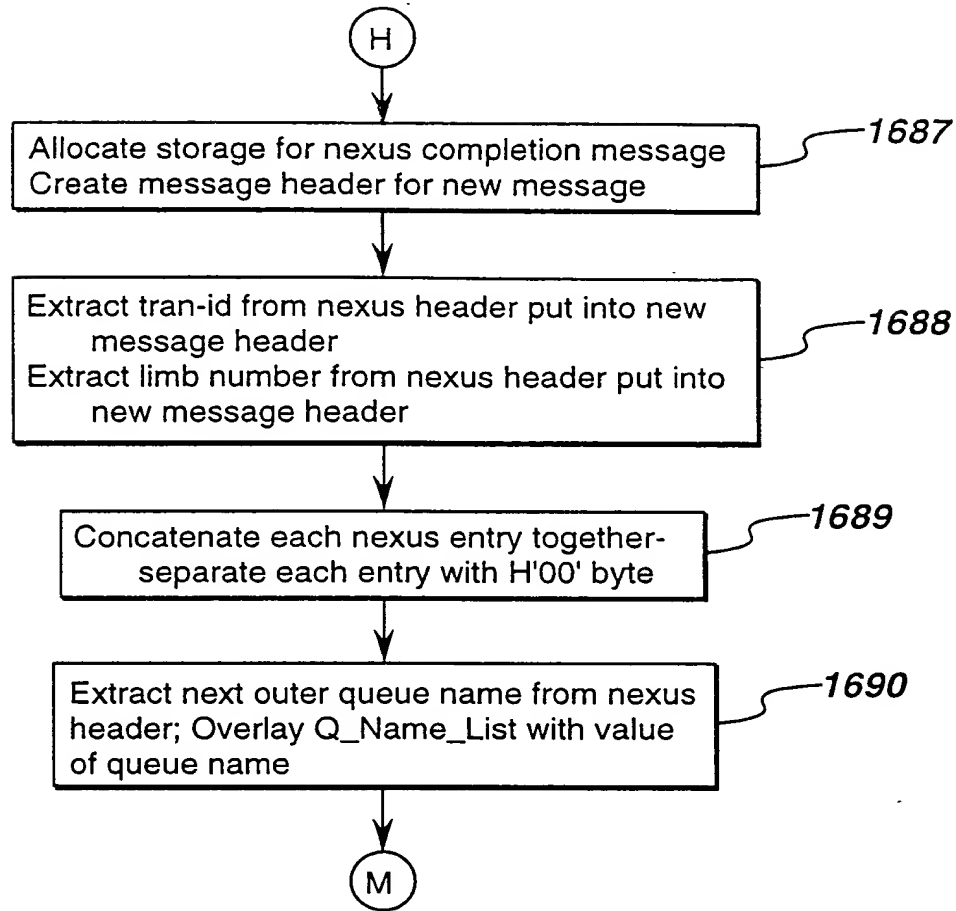 H
Allocate storage for nexus completion message
Create message header for new message
1687
Extract tran-id from nexus header put into new
message header
Extract limb number from nexus header put into
new message header
1688
Concatenate each nexus entry together-
separate each entry with H'00' byte
1689
Extract next outer queue name from nexus
header; Overlay Q_Name_List with value
of queue name
1690
M